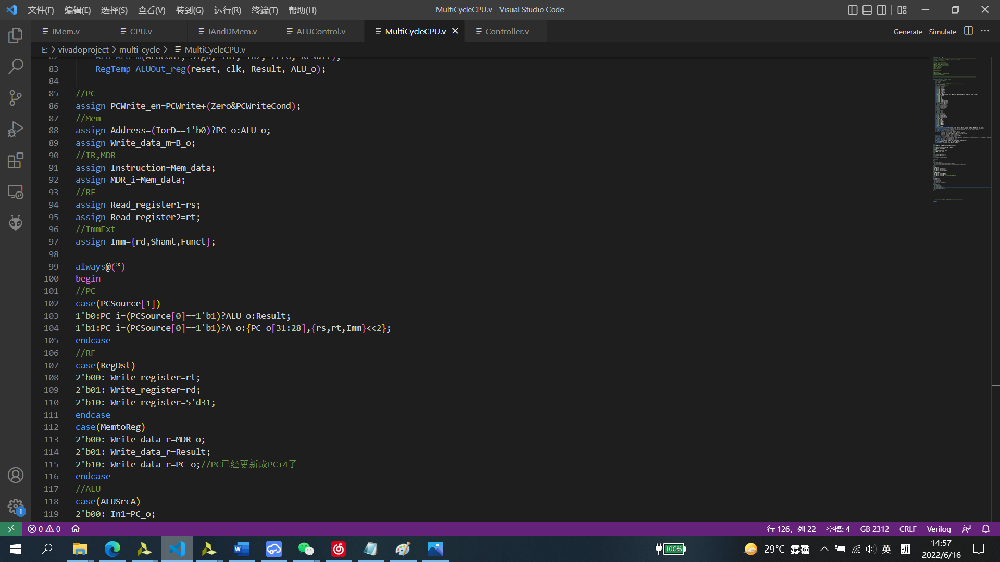 文件(F) 编辑(E) 选择(S) 查看(V) 转到(G) 运行(R) 终端(T) 帮助(H) MultiCycleCPU.v - Visual Studio Code
IMem.v CPU.v IAndDMem.v ALUControl.v MultiCycleCPU.v Controller.v Generate Simulate
E: > vivadoproject > multi-cycle > MultiCycleCPU.v
82 ALU ALU_m(ALUConf, Sign, In1, In2, Zero, Result);
83 RegTemp ALUOut_reg(reset, clk, Result, ALU_o);
84
85 //PC
86 assign PCWrite_en=PCWrite+(Zero&PCWriteCond);
87 //Mem
88 assign Address=(IorD==1'b0)?PC_o:ALU_o;
89 assign Write_data_m=B_o;
90 //IR,MDR
91 assign Instruction=Mem_data;
92 assign MDR_i=Mem_data;
93 //RF
94 assign Read_register1=rs;
95 assign Read_register2=rt;
96 //ImmExt
97 assign Imm={rd,Shamt,Funct};
98
99 always@(*)
100 begin
101 //PC
102 case(PCSource[1])
103 1'b0:PC_i=(PCSource[0]==1'b1)?ALU_o:Result;
104 1'b1:PC_i=(PCSource[0]==1'b1)?A_o:{PC_o[31:28],{rs,rt,Imm}<<2};
105 endcase
106 //RF
107 case(RegDst)
108 2'b00: Write_register=rt;
109 2'b01: Write_register=rd;
110 2'b10: Write_register=5'd31;
111 endcase
112 case(MemtoReg)
113 2'b00: Write_data_r=MDR_o;
114 2'b01: Write_data_r=Result;
115 2'b10: Write_data_r=PC_o;//PC已经更新成PC+4了
116 endcase
117 //ALU
118 case(ALUSrcA)
119 2'b00: In1=PC_o;
1
0 0 行 126，列 22 空格: 4 GB 2312 CRLF Verilog
100% 29°C 雾霾 英 拼 14:57
2022/6/16